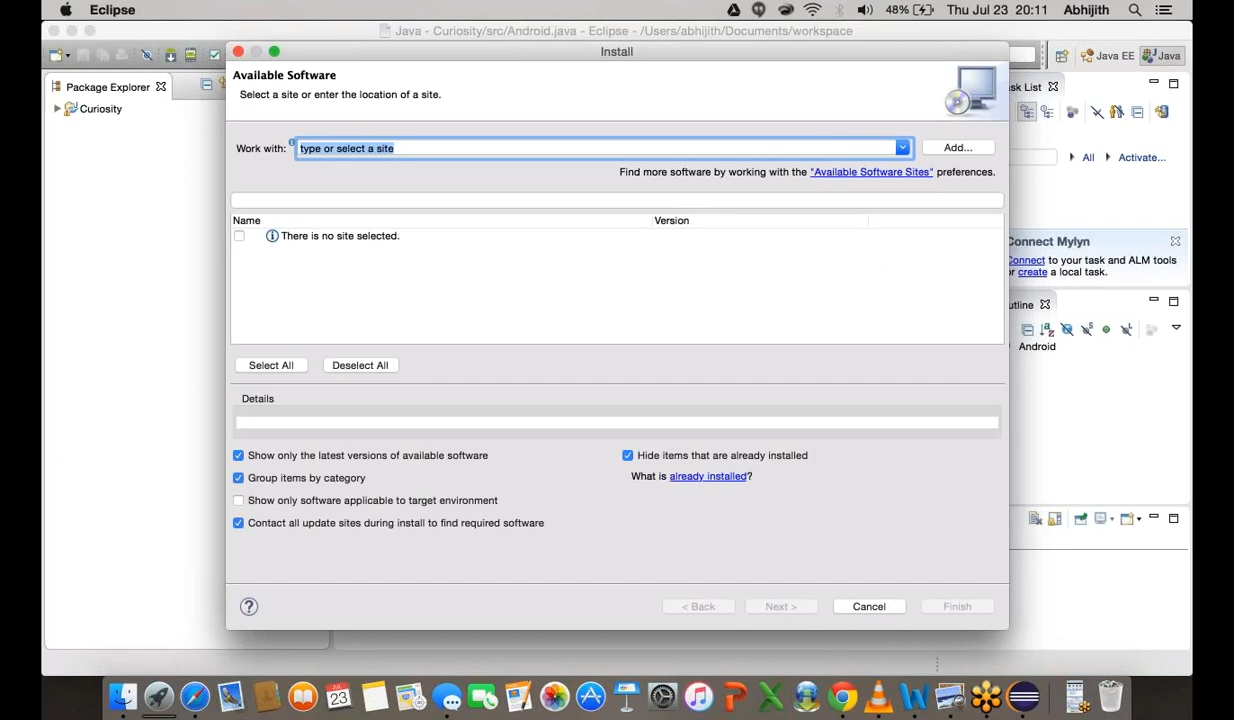 Eclipse
48%
Thu Jul 23 20:11
Abhijith
Java - Curiosity/src/Android.java - Eclipse - /Users/abhijith/Documents/workspace
Install
Java EE
Java
Package Explorer
Curiosity
Available Software
Select a site or enter the location of a site.
Work with:
type or select a site
Add...
Find more software by working with the "Available Software Sites" preferences.
Name
Version
There is no site selected.
Select All
Deselect All
Details
Show only the latest versions of available software
Hide items that are already installed
Group items by category
What is already installed?
Show only software applicable to target environment
Contact all update sites during install to find required software
?
< Back
Next >
Cancel
Finish
sk List
All
Activate...
Connect Mylyn
Connect to your task and ALM tools
or create a local task.
utline
Android
23